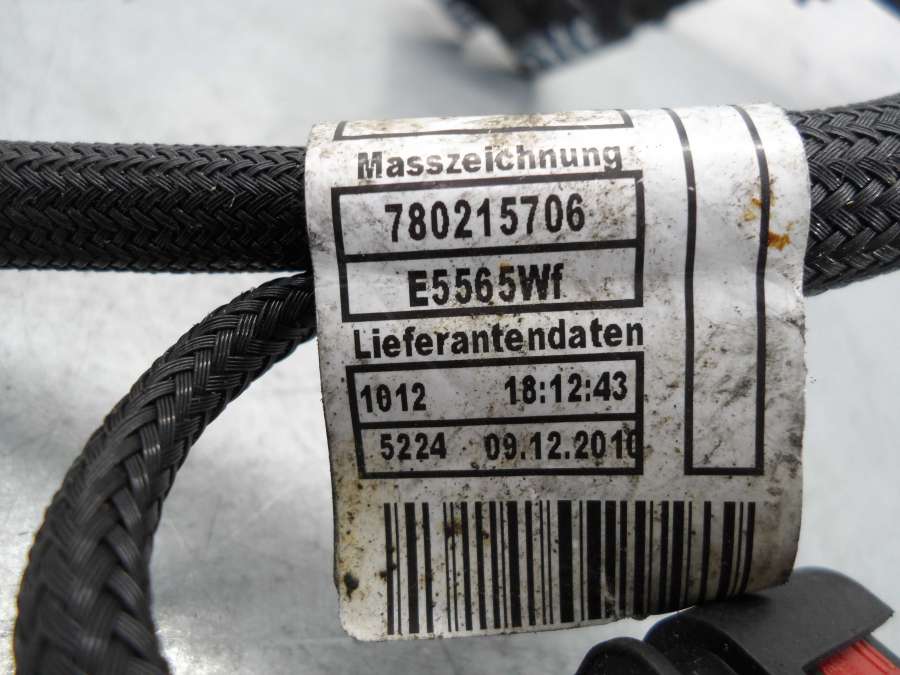 Masszeichnung
780215706
E5565Wf
Lieferantendaten
1012 18:12:43
5224 09.12.2010